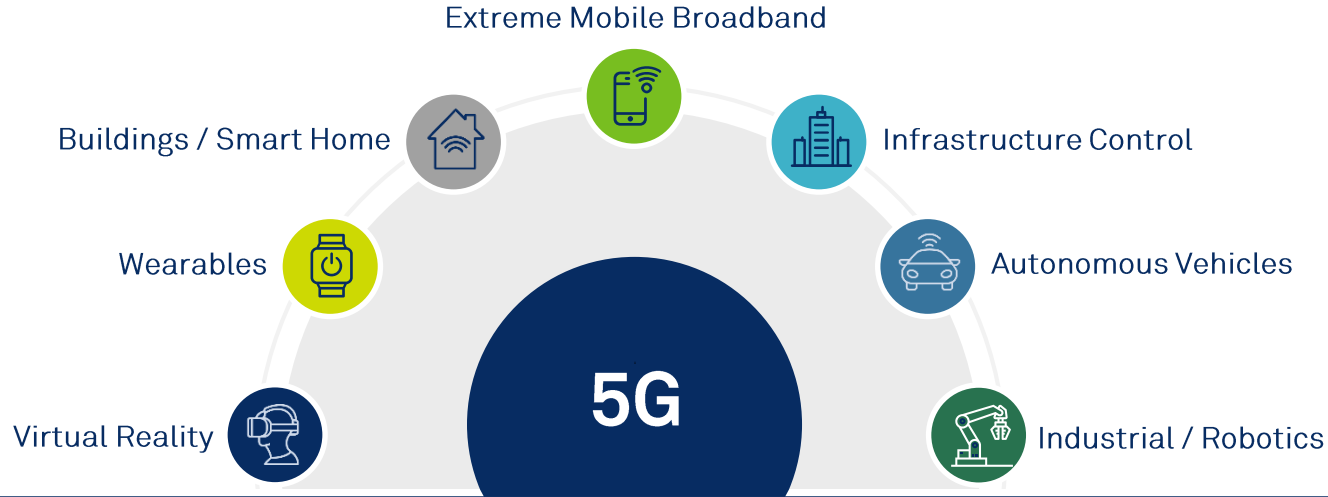 Extreme Mobile Broadband
Buildings / Smart Home
Infrastructure Control
Wearables
Autonomous Vehicles
5G
Virtual Reality
Industrial / Robotics